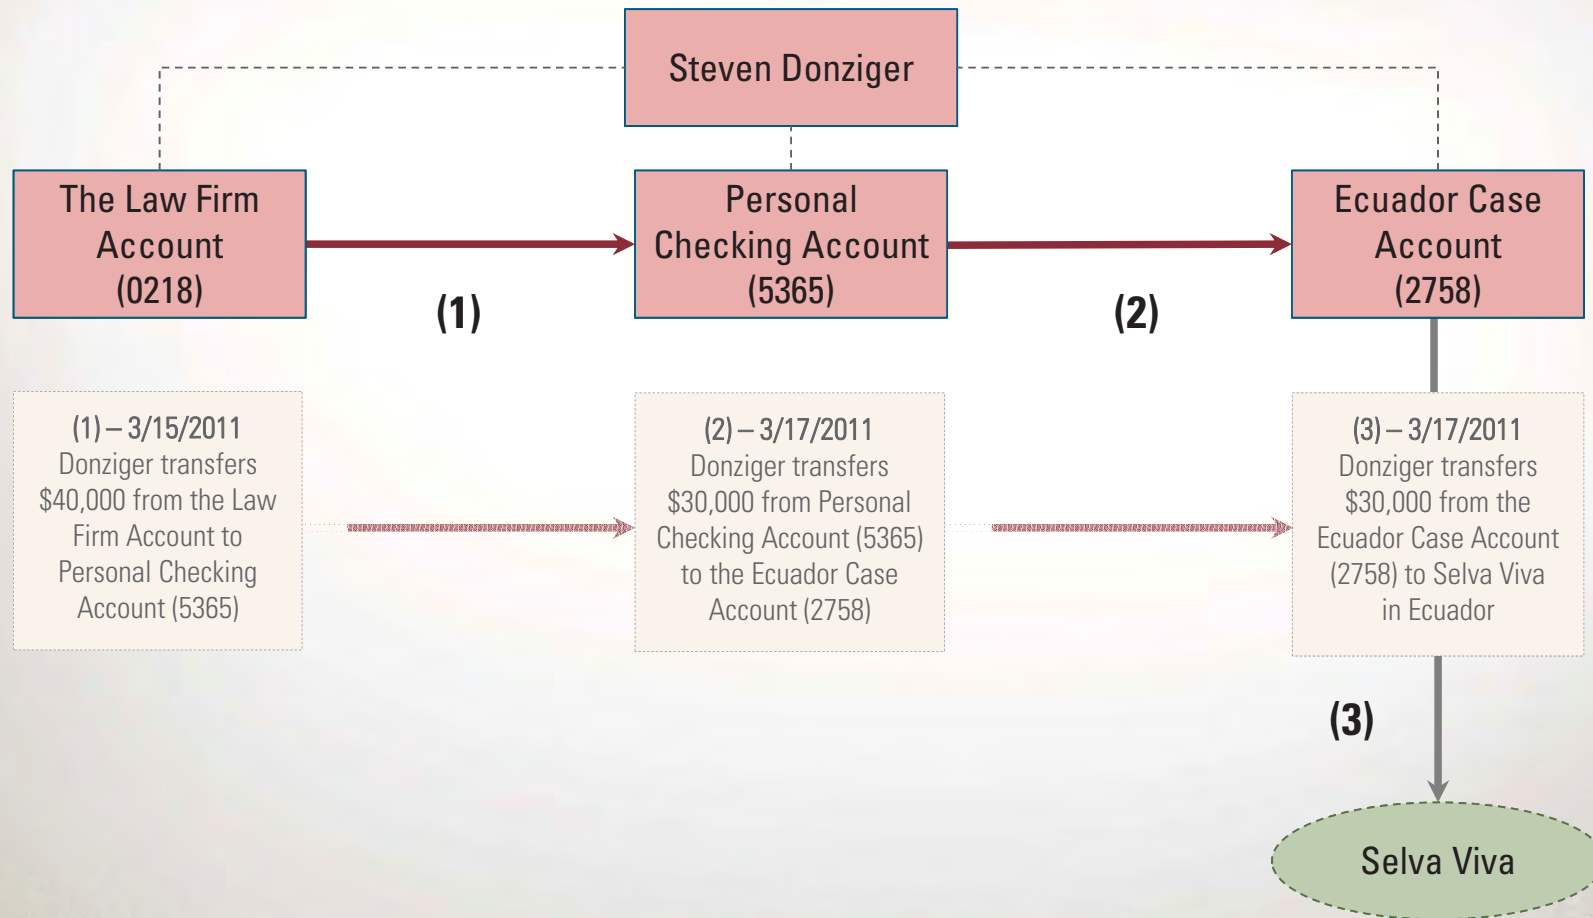 Steven Donziger
The Law Firm
Account
(0218)
Personal
Checking Account
(5365)
Ecuador Case
Account
(2758)
(1)
(2)
(1) – 3/15/2011
Donziger transfers
$40,000 from the Law
Firm Account to
Personal Checking
Account (5365)
(2) – 3/17/2011
Donziger transfers
$30,000 from Personal
Checking Account (5365)
to the Ecuador Case
Account (2758)
(3) – 3/17/2011
Donziger transfers
$30,000 from the
Ecuador Case Account
(2758) to Selva Viva
in Ecuador
(3)
Selva Viva